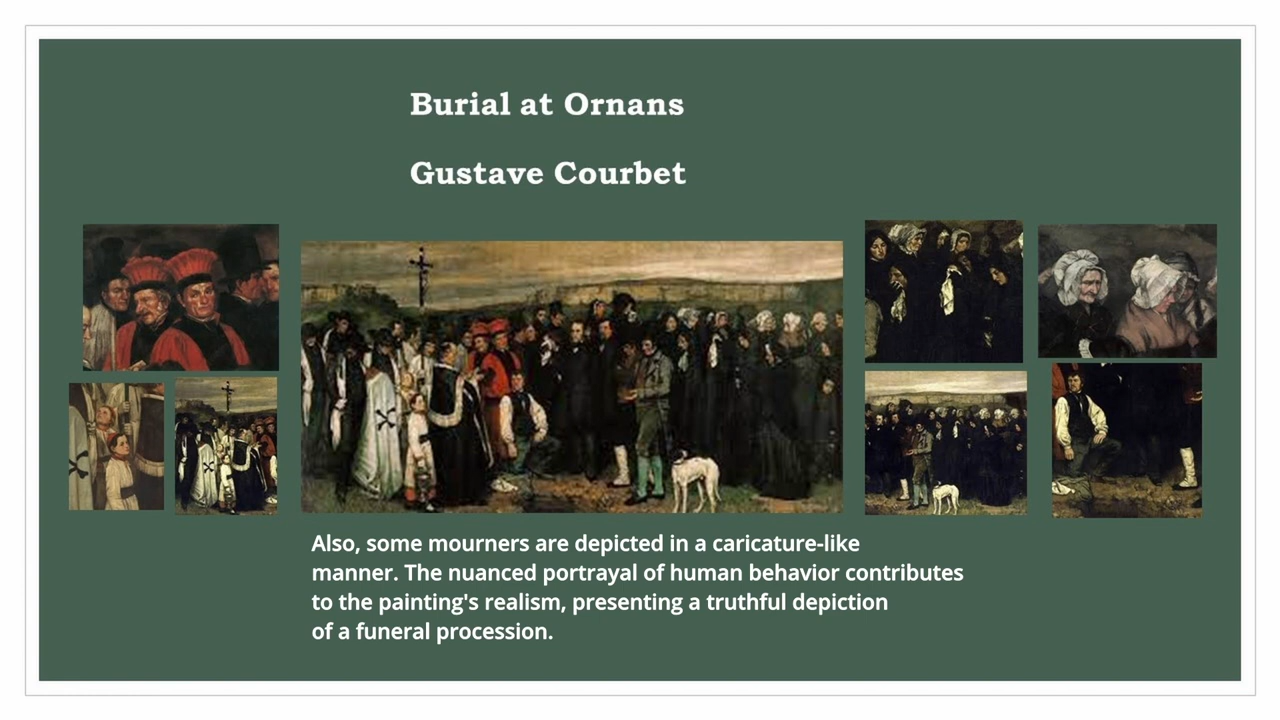 Burial at Ornans
Gustave Courbet
Also, some mourners are depicted in a caricature-like
manner. The nuanced portrayal of human behavior contributes
to the painting's realism, presenting a truthful depiction
of a funeral procession.